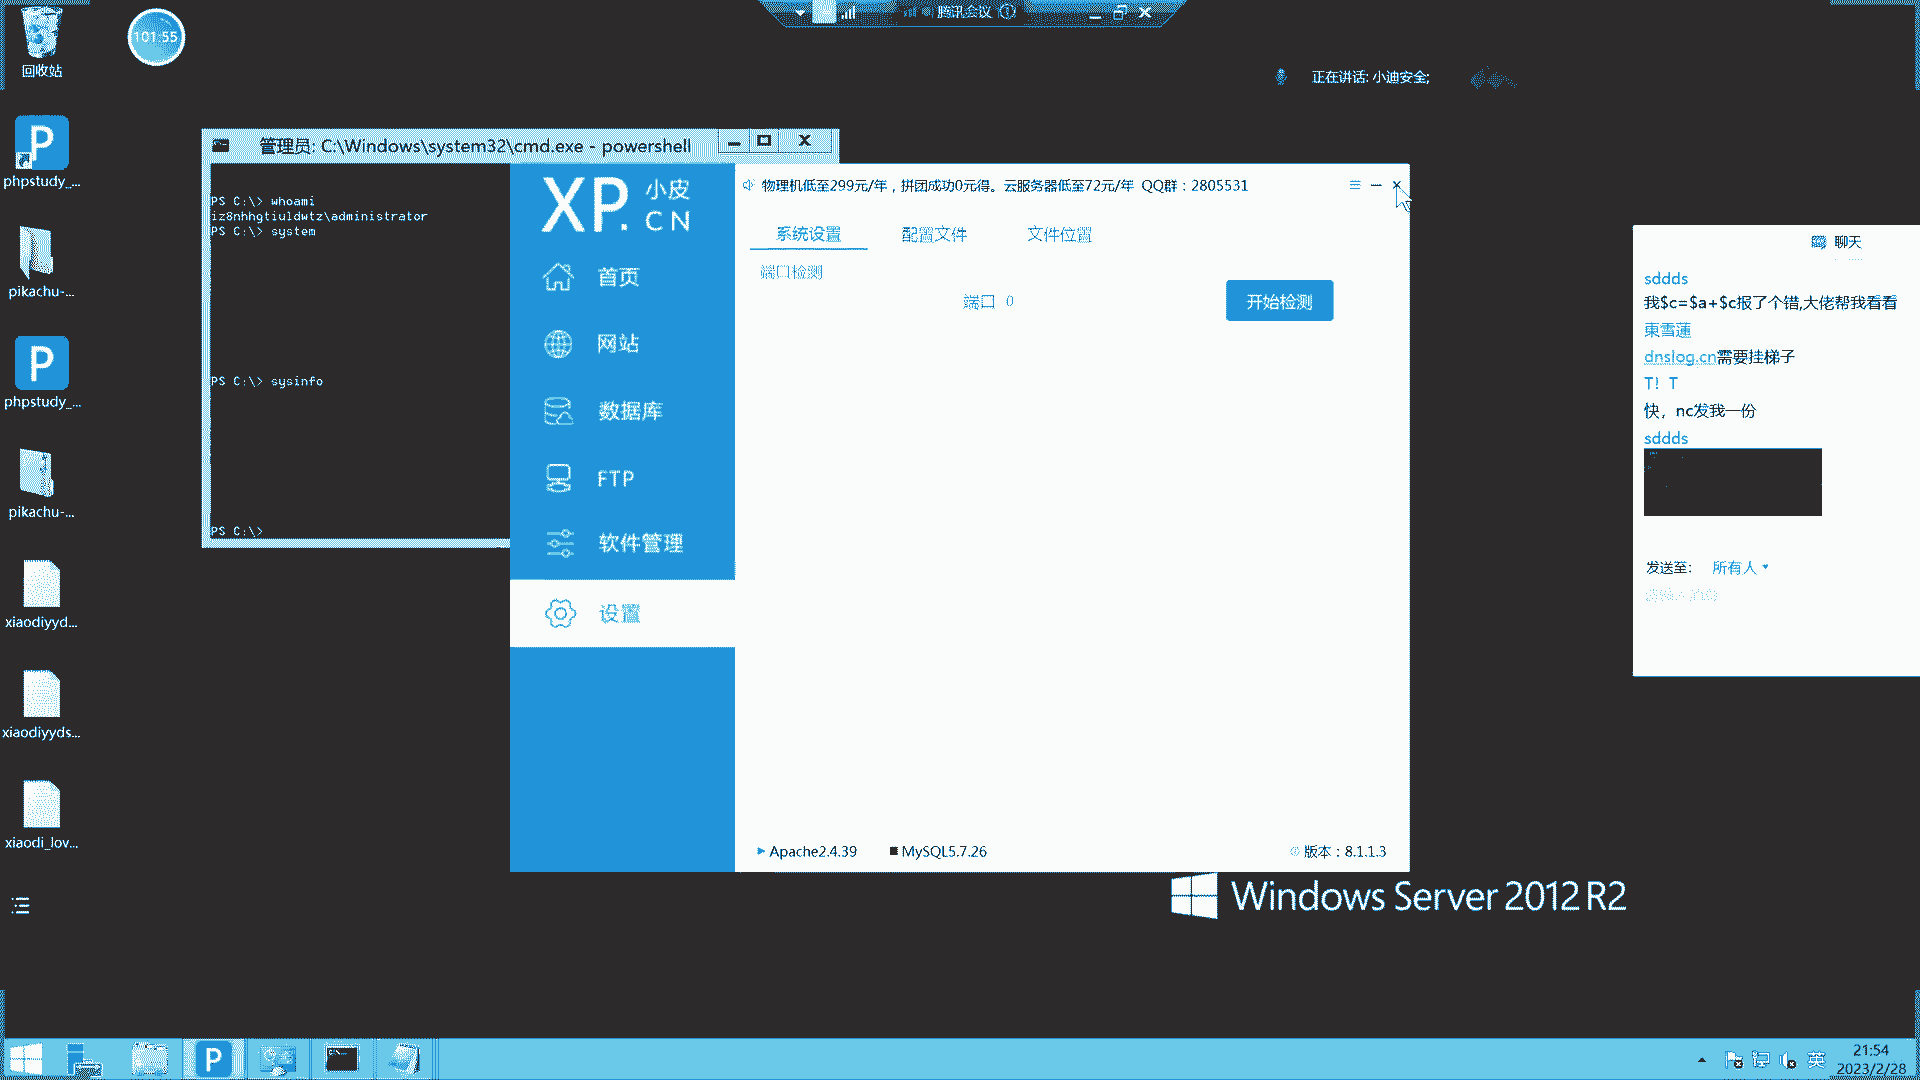 腾讯会议
101:55
正在讲话: 小迪安全;
回收站
phpstudy_...
pikachu-...
phpstudy_...
pikachu-...
xiaodiyyd...
xiaodiyyds...
xiaodi_lov...
管理员: C:\Windows\system32\cmd.exe - powershell
PS C:\> whoami
iz8nhhgtiuldwtz\administrator
PS C:\> system
PS C:\> sysinfo
PS C:\>
XP. 小皮 CN
首页
网站
数据库
FTP
软件管理
设置
物理机低至299元/年，拼团成功0元得。云服务器低至72元/年 QQ群：2805531
系统设置 配置文件 文件位置
端口检测
端口 0 开始检测
Apache2.4.39 MySQL5.7.26 版本：8.1.1.3
聊天
sddds
我$c=$a+$c报了个错,大佬帮我看看
東雪蓮
dnslog.cn需要挂梯子
T！T
快，nc发我一份
sddds
发送至: 所有人
Windows Server 2012 R2
P
英
21:54
2023/2/28